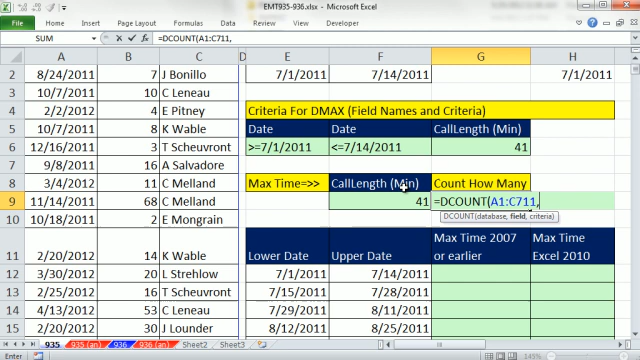 EMT935-936.xlsx - Microsoft Excel
File Home Insert Page Layout Formulas Data Review View Developer
SUM =DCOUNT(A1:C711,
A B C D E F G H
2 8/24/2011 7 J Bonillo 7/1/2011 7/14/2011 7/1/2011
3 10/7/2011 10 C Leneau
4 2/2/2012 4 E Pitney Criteria For DMAX (Field Names and Criteria)
5 10/7/2011 8 K Wable Date Date CallLength (Min)
6 12/16/2011 3 T Scheuvront >=7/1/2011 <=7/14/2011 41
7 9/8/2011 16 A Salvadore
8 3/4/2012 11 C Melland Max Time=>> CallLength (Min) Count How Many
9 11/14/2011 68 C Melland 41 =DCOUNT(A1:C711,
DCOUNT(database, field, criteria)
10 10/18/2011 2 E Mongrain
11 2/20/2012 14 K Wable Lower Date Upper Date Max Time 2007 or earlier Max Time Excel 2010
12 3/30/2012 20 L Strehlow 7/1/2011 7/14/2011
13 2/25/2012 16 T Scheuvront 7/15/2011 7/28/2011
14 4/13/2012 53 C Leneau 7/29/2011 8/11/2011
15 2/20/2012 30 J Lounder 8/12/2011 8/25/2011
935 935 (an) 936 936 (an) Sheet2 Sheet3
Enter 145%